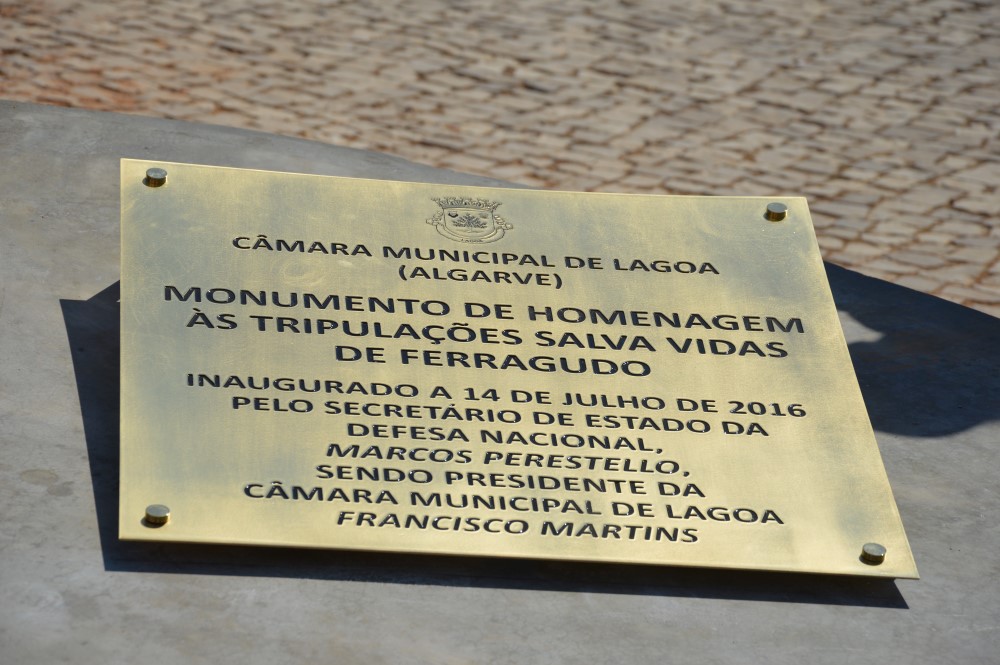 CÂMARA MUNICIPAL DE LAGOA
(ALGARVE)
MONUMENTO DE HOMENAGEM
ÀS TRIPULAÇÕES SALVA VIDAS
DE FERRAGUDO
INAUGURADO A 14 DE JULHO DE 2016
PELO SECRETÁRIO DE ESTADO DA
DEFESA NACIONAL,
MARCOS PERESTELLO,
SENDO PRESIDENTE DA
CÂMARA MUNICIPAL DE LAGOA
FRANCISCO MARTINS